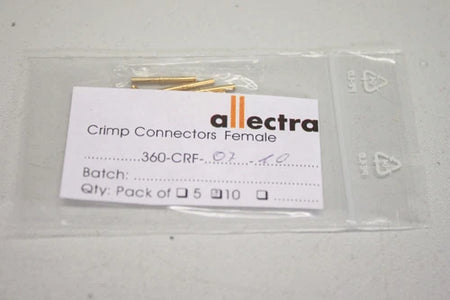 allectra
Crimp Connectors Female
360-CRF-07-10
Batch:
Qty: Pack of 5 10